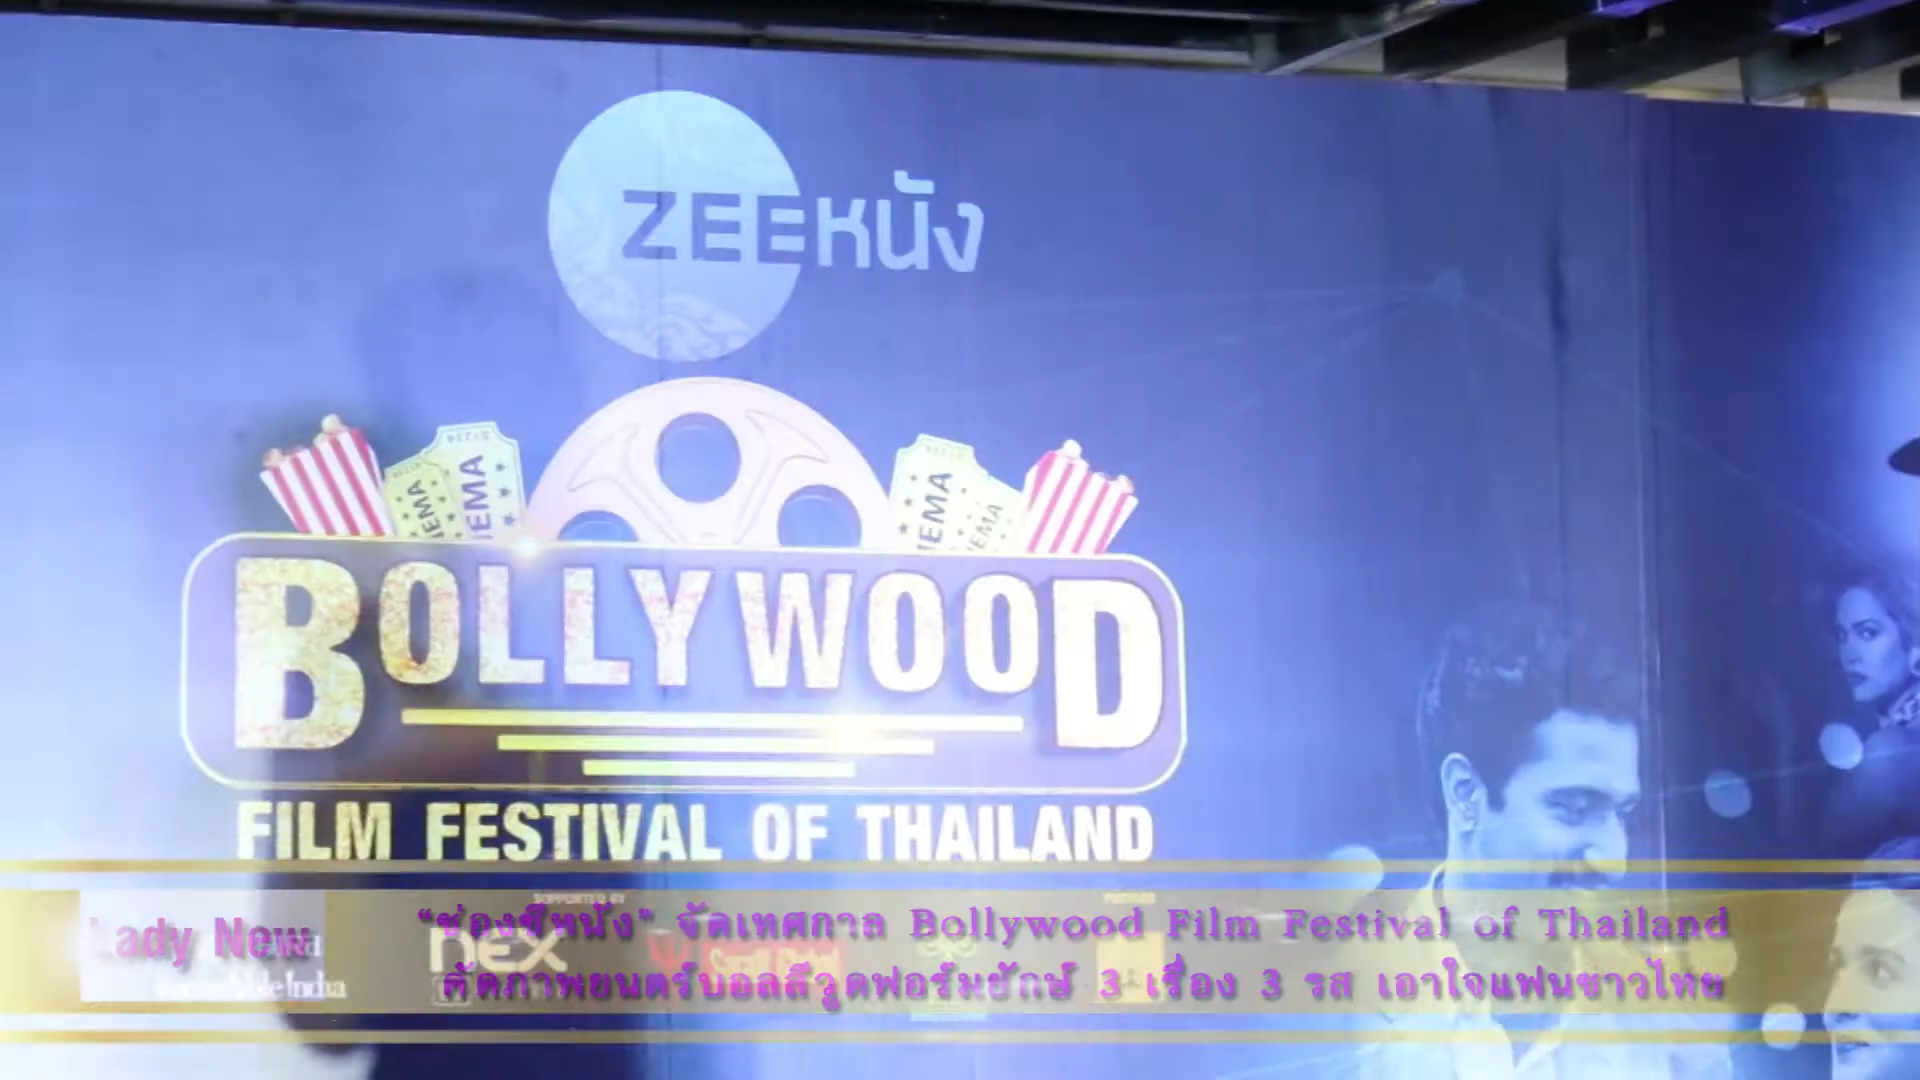 ZEEหนัง
CINEMA
BOLLYWOOD
FILM FESTIVAL OF THAILAND
SUPPORTED BY
Lady New
nex
“ช่องซีหนัง” จัดเทศกาล Bollywood Film Festival of Thailand
คัดภาพยนตร์บอลลีวูดฟอร์มยักษ์ 3 เรื่อง 3 รส เอาใจแฟนชาวไทย